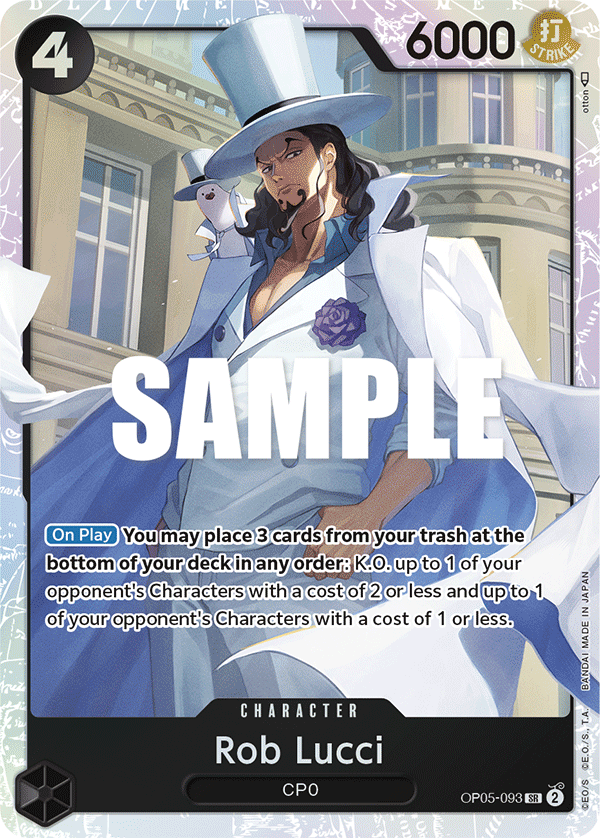 4
6000
打
STRIKE
otton
SAMPLE
On Play You may place 3 cards from your trash at the
bottom of your deck in any order: K.O. up to 1 of your
opponent's Characters with a cost of 2 or less and up to 1
of your opponent's Characters with a cost of 1 or less.
©E.O/S ©E.O./S., T.A. BANDAI MADE IN JAPAN
CHARACTER
Rob Lucci
CP0
OP05-093 SR 2